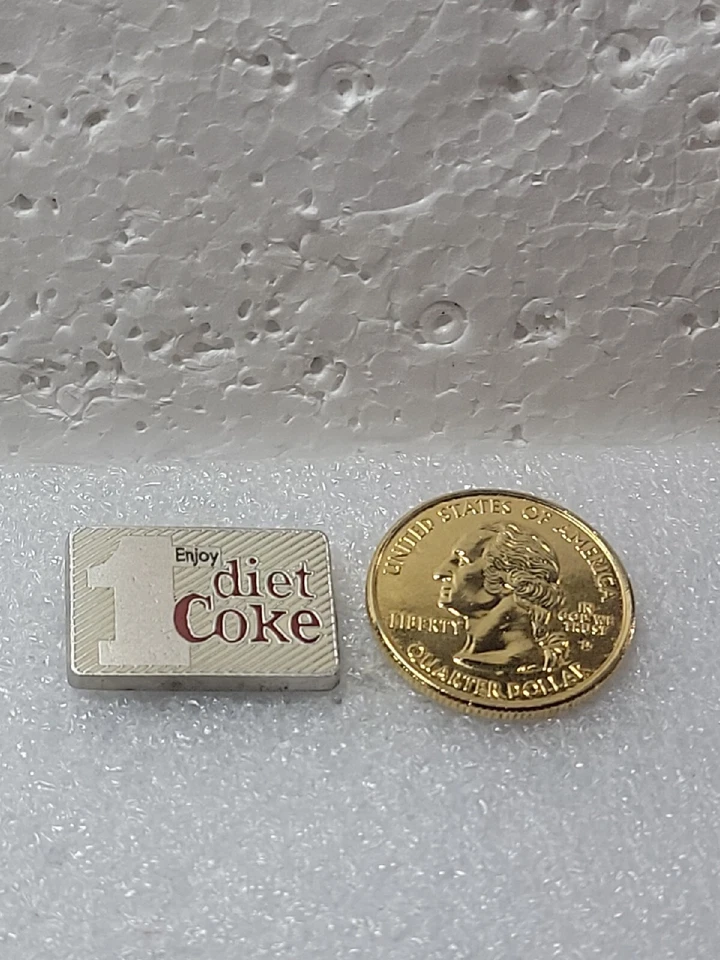 1
Enjoy
diet
Coke
UNITED STATES OF AMERICA
LIBERTY
IN
GOD WE
TRUST
QUARTER DOLLAR